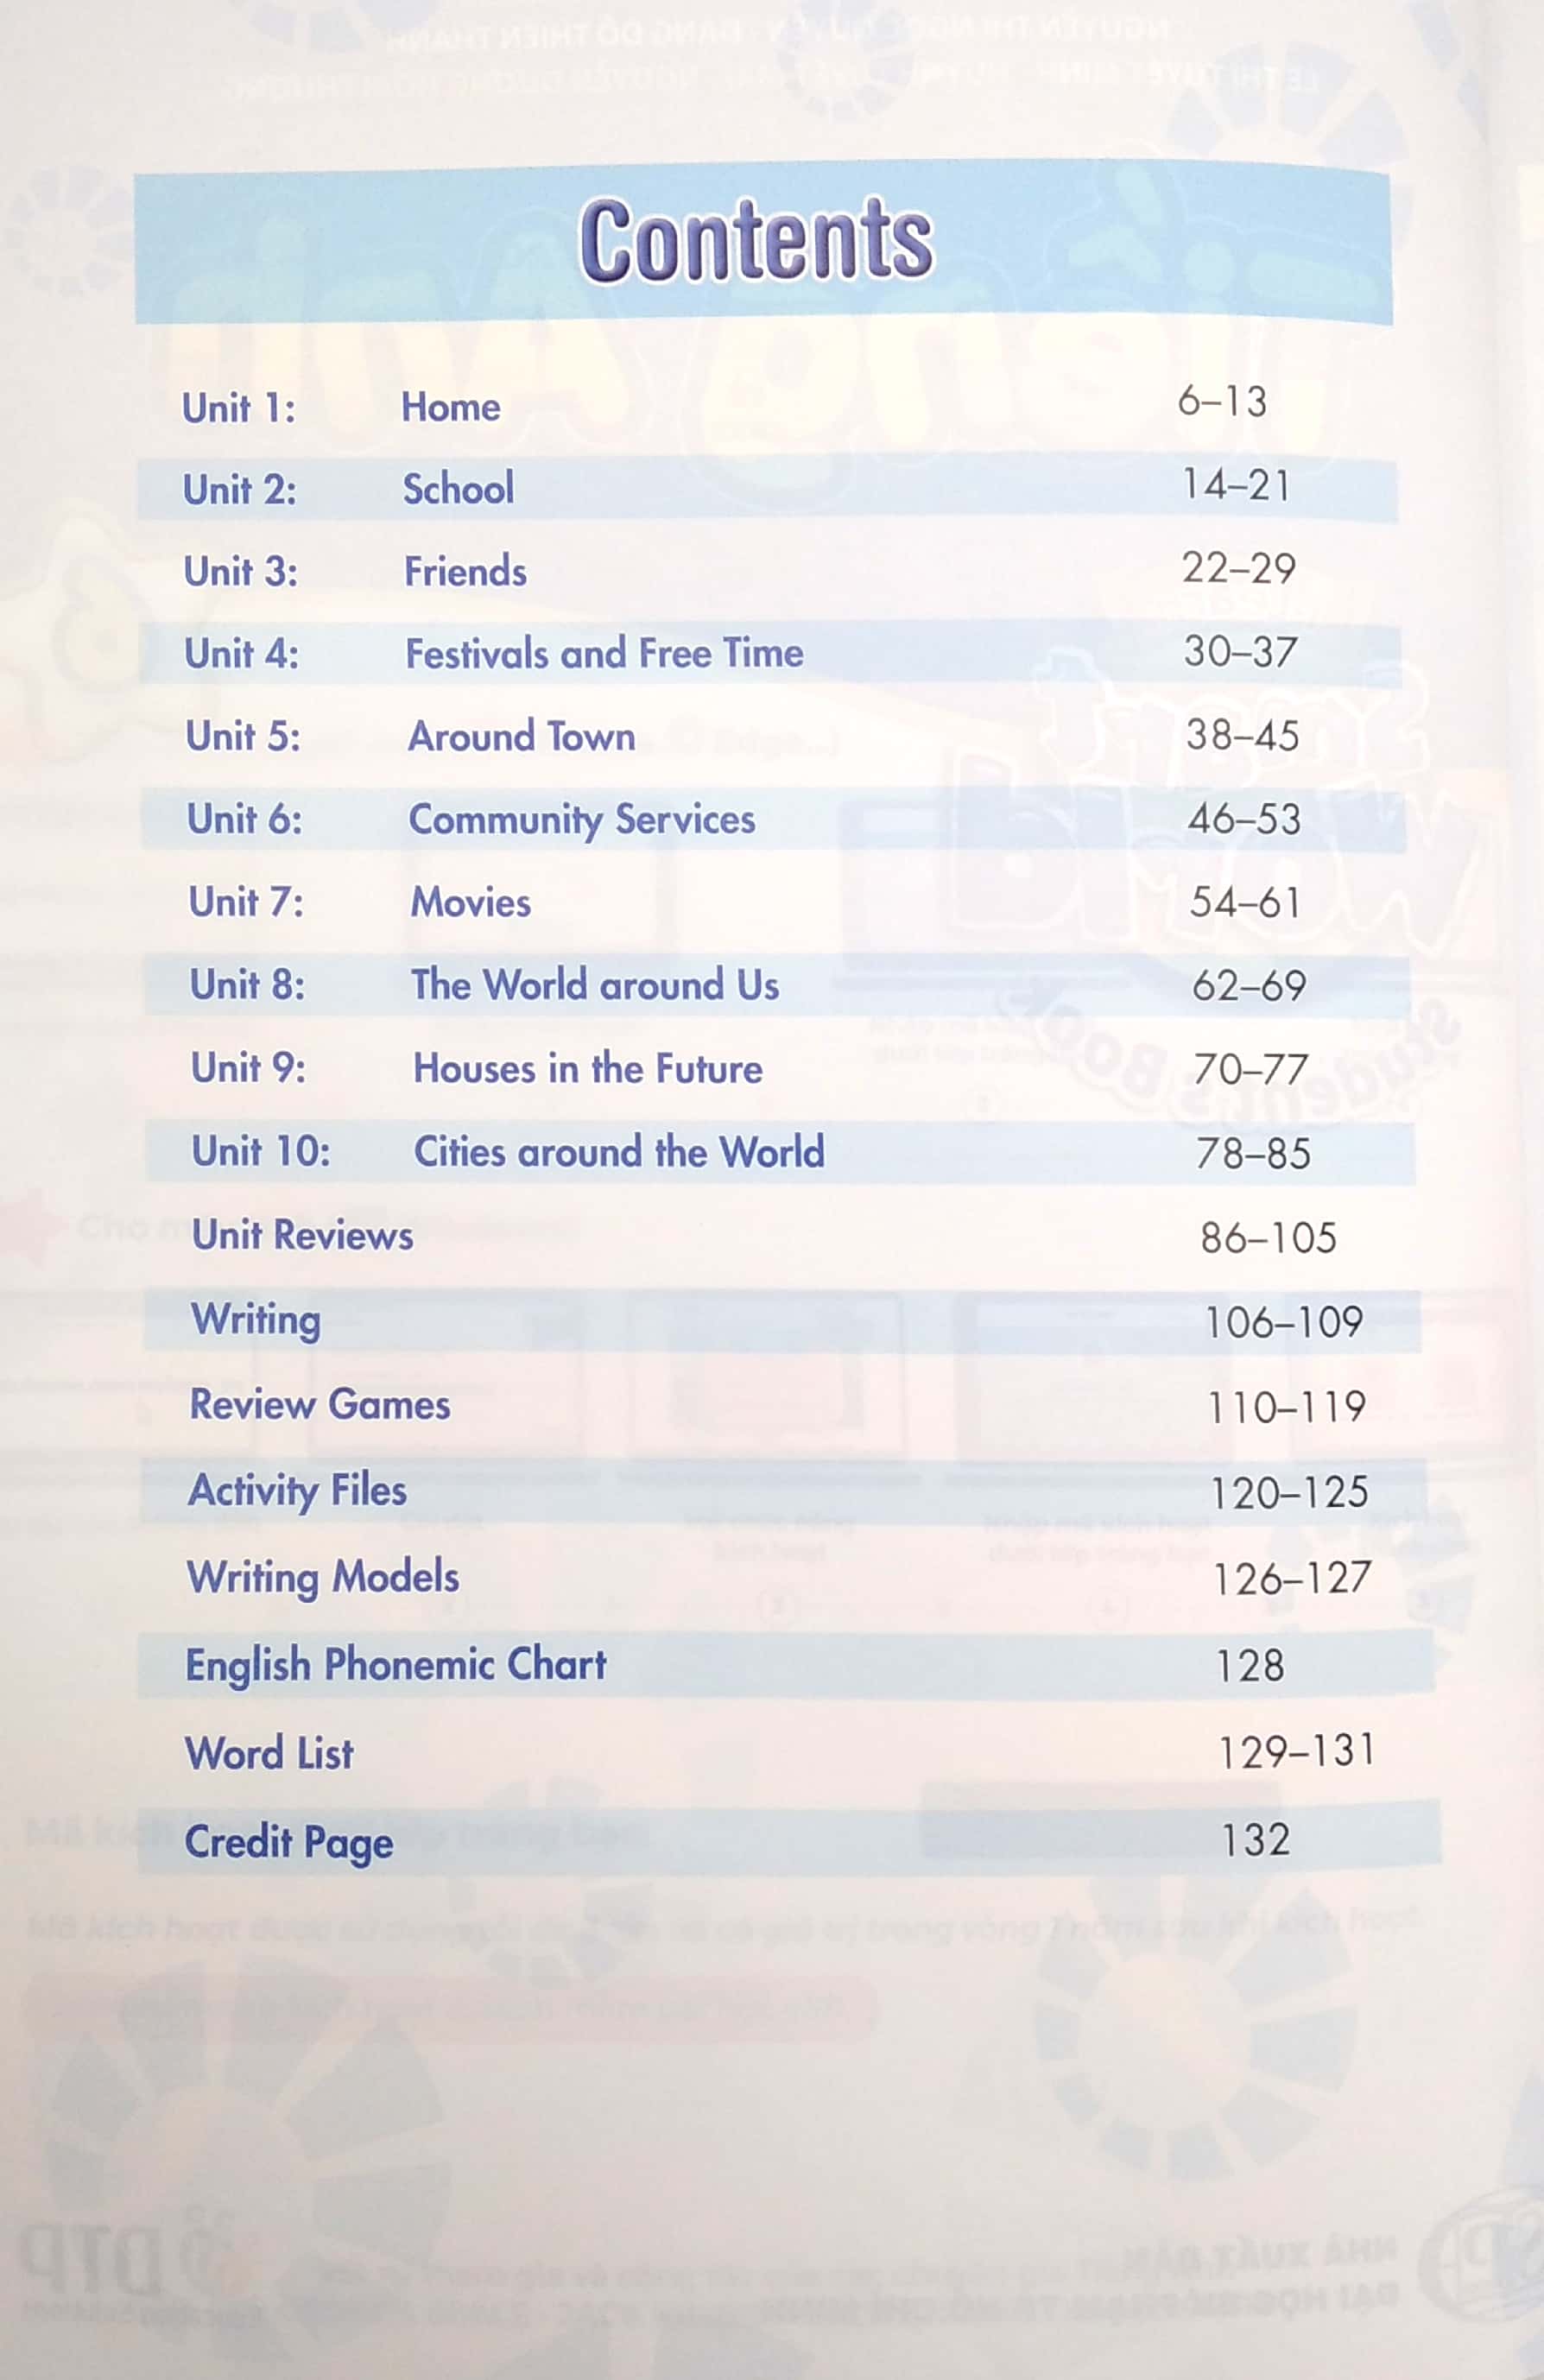 Contents
Unit 1: Home 6–13
Unit 2: School 14–21
Unit 3: Friends 22–29
Unit 4: Festivals and Free Time 30–37
Unit 5: Around Town 38–45
Unit 6: Community Services 46–53
Unit 7: Movies 54–61
Unit 8: The World around Us 62–69
Unit 9: Houses in the Future 70–77
Unit 10: Cities around the World 78–85
Unit Reviews 86–105
Writing 106–109
Review Games 110–119
Activity Files 120–125
Writing Models 126–127
English Phonemic Chart 128
Word List 129–131
Credit Page 132